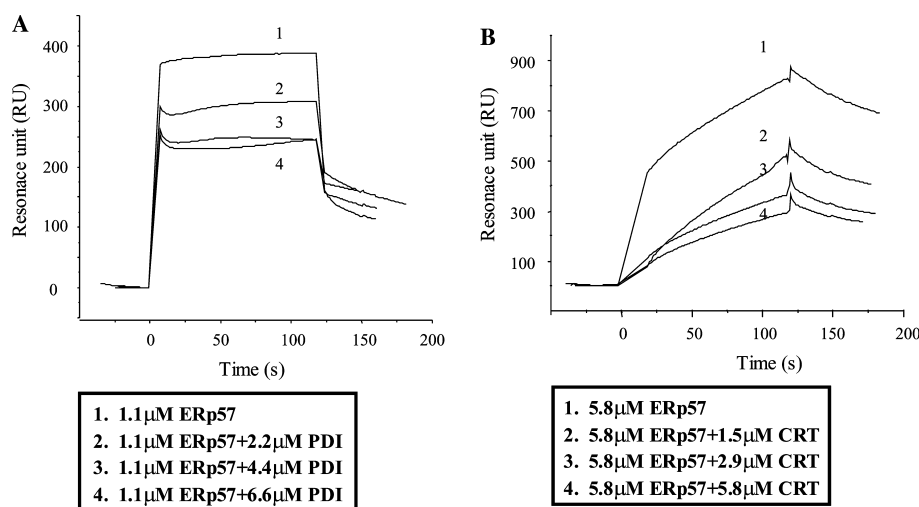 A
400
300
200
100
0
Resonace unit (RU)
1
2
3
4
0 50 100 150 200
Time (s)
1. 1.1μM ERp57
2. 1.1μM ERp57+2.2μM PDI
3. 1.1μM ERp57+4.4μM PDI
4. 1.1μM ERp57+6.6μM PDI
B
900
700
500
300
100
Resonace unit (RU)
1
2
3
4
0 50 100 150 200
Time (s)
1. 5.8μM ERp57
2. 5.8μM ERp57+1.5μM CRT
3. 5.8μM ERp57+2.9μM CRT
4. 5.8μM ERp57+5.8μM CRT